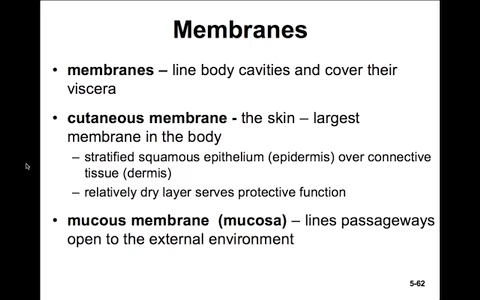 Membranes
• membranes – line body cavities and cover their
viscera
• cutaneous membrane - the skin – largest
membrane in the body
– stratified squamous epithelium (epidermis) over connective
tissue (dermis)
– relatively dry layer serves protective function
• mucous membrane (mucosa) – lines passageways
open to the external environment
5-62